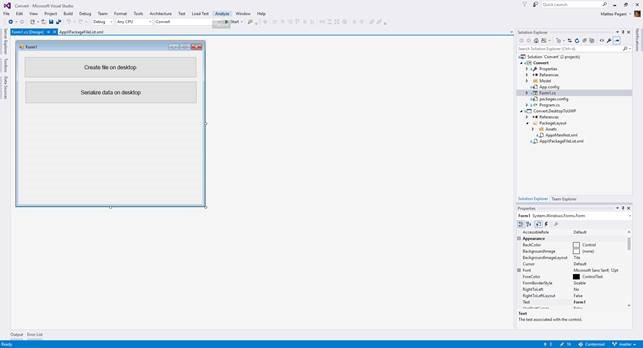 Convert - Microsoft Visual Studio
Quick Launch (Ctrl+Q)
File Edit View Project Build Debug Team Format Tools Architecture Test Load Test Analyze Window Help
Matteo Pagani
Debug Any CPU Convert Start
Form1.cs [Design] AppXPackageFileList.xml
Server Explorer
Toolbox
Data Sources
Form1
Create file on desktop
Serialize data on desktop
Solution Explorer
Search Solution Explorer (Ctrl+ì)
Solution 'Convert' (2 projects)
Convert
Properties
References
Model
App.config
Form1.cs
packages.config
Program.cs
Convert.DesktopToUWP
References
PackageLayout
Assets
AppxManifest.xml
AppXPackageFileList.xml
Solution Explorer Team Explorer
Notifications
Properties
Form1 System.Windows.Forms.Form
AccessibleRole Default
Appearance
BackColor Control
BackgroundImage (none)
BackgroundImageLayout Tile
Cursor Default
Font Microsoft Sans Serif; 12pt
ForeColor ControlText
FormBorderStyle Sizable
RightToLeft No
RightToLeftLayout False
Text Form1
Text
The text associated with the control.
Output Error List
master